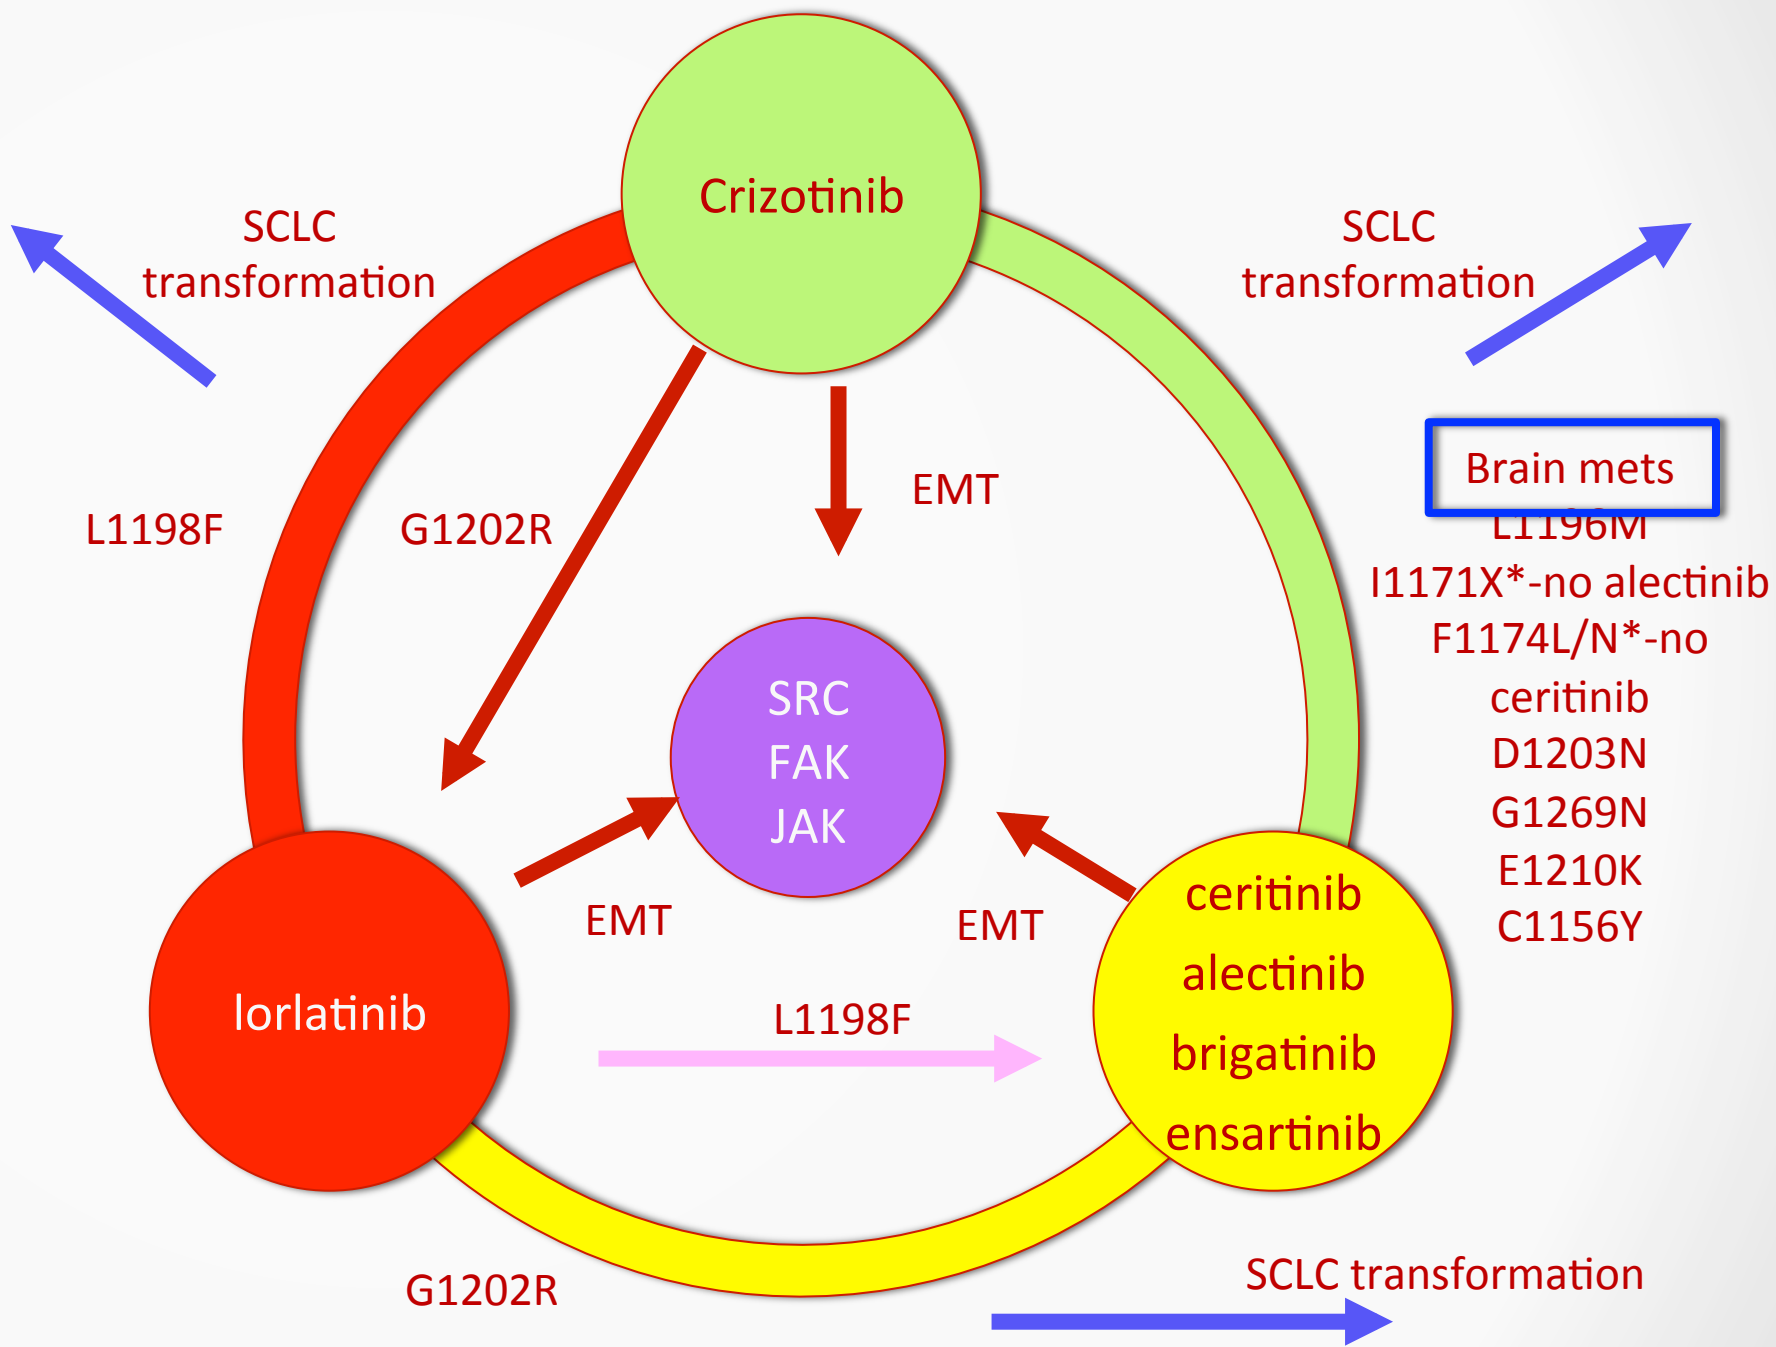 Crizotinib
SCLC
transformation
SCLC
transformation
Brain mets
L1196M
I1171X*-no alectinib
F1174L/N*-no
ceritinib
D1203N
G1269N
E1210K
C1156Y
L1198F
G1202R
EMT
SRC
FAK
JAK
EMT
EMT
lorlatinib
L1198F
ceritinib
alectinib
brigatinib
ensartinib
G1202R
SCLC transformation